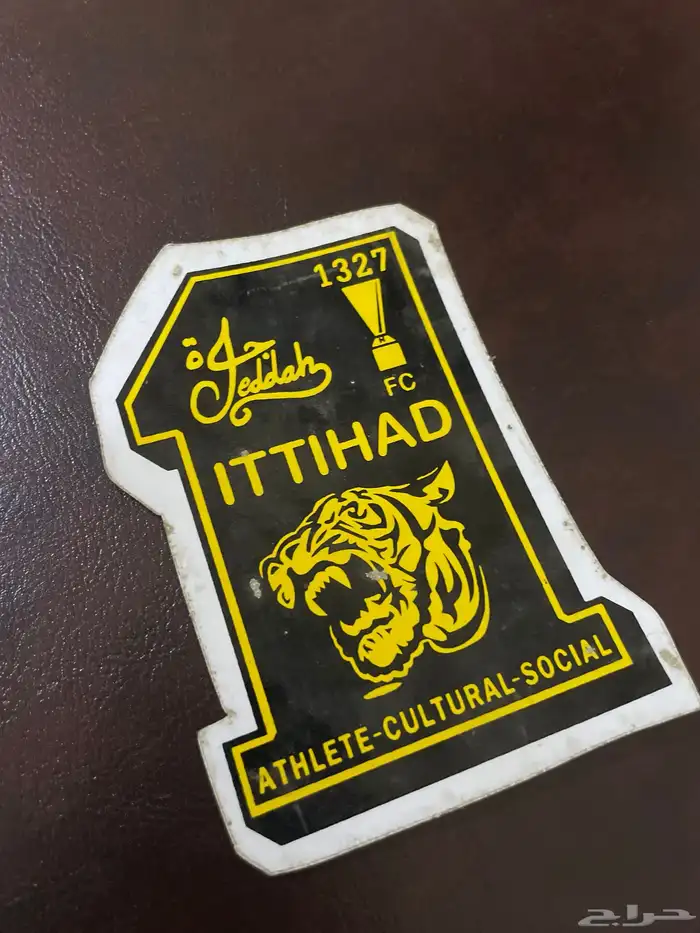 1327
جدة
Jeddah
FC
ITTIHAD
ATHLETE-CULTURAL-SOCIAL
حراج